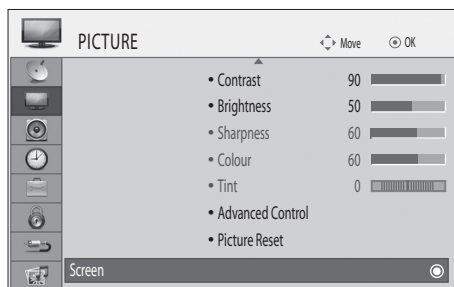 PICTURE Move OK
• Contrast 90
• Brightness 50
• Sharpness 60
• Colour 60
• Tint 0
• Advanced Control
• Picture Reset
Screen